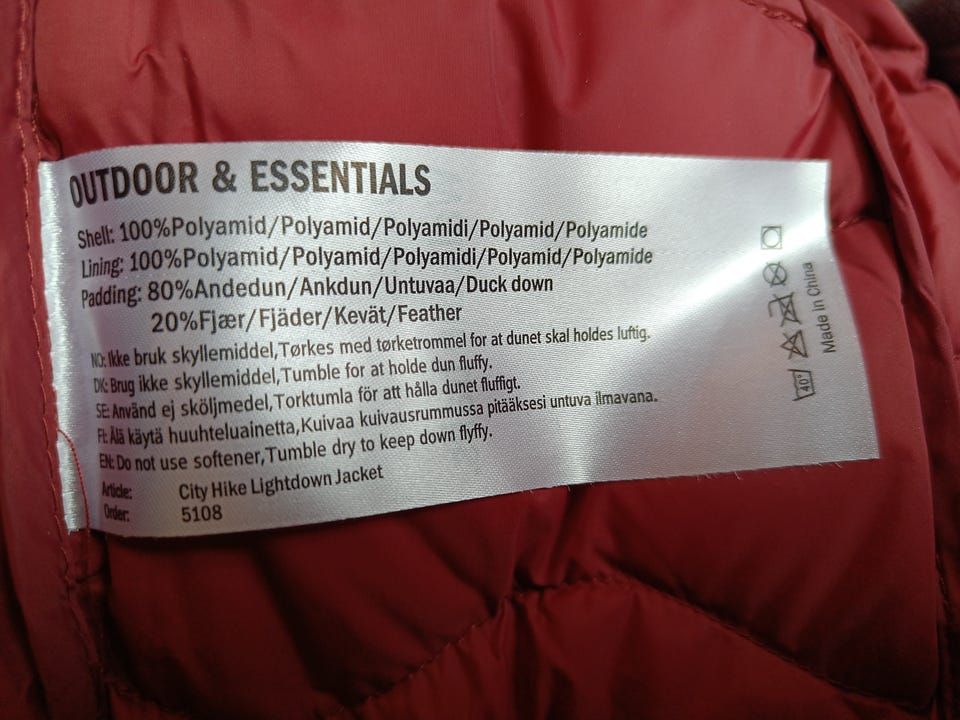 OUTDOOR & ESSENTIALS
Shell: 100%Polyamid/Polyamid/Polyamidi/Polyamid/Polyamide
Lining: 100%Polyamid/Polyamid/Polyamidi/Polyamid/Polyamide
Padding: 80%Andedun/Ankdun/Untuvaa/Duck down
20%Fjær/Fjäder/Kevät/Feather
NO: Ikke bruk skyllemiddel,Tørkes med tørketrommel for at dunet skal holdes luftig.
DK: Brug ikke skyllemiddel,Tumble for at holde dun fluffy.
SE: Använd ej sköljmedel,Torktumla för att hålla dunet fluffigt.
FI: Älä käytä huuhteluainetta,Kuivaa kuivausrummussa pitääksesi untuva ilmavana.
EN: Do not use softener,Tumble dry to keep down flyffy.
Article: City Hike Lightdown Jacket
Order: 5108
40°
Made in China